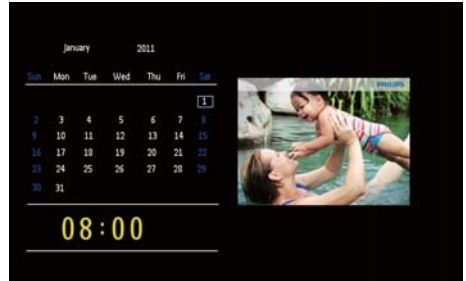 January 2011
Sun Mon Tue Wed Thu Fri Sat
1
2 3 4 5 6 7 8
9 10 11 12 13 14 15
16 17 18 19 20 21 22
23 24 25 26 27 28 29
30 31
08:00
PHILIPS